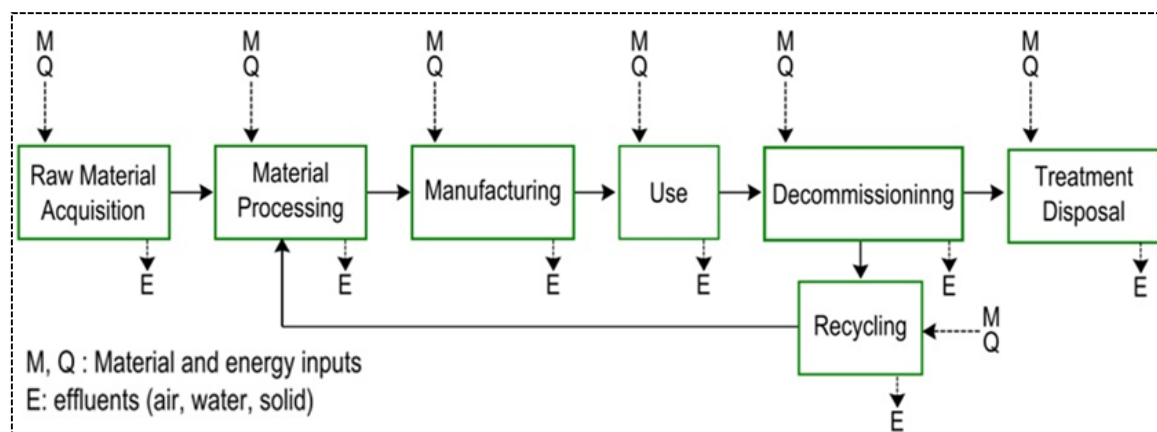 M
Q
M
Q
M
Q
M
Q
M
Q
M
Q
Raw Material
Acquisition
Material
Processing
Manufacturing
Use
Decommissioninng
Treatment
Disposal
E
E
E
E
E
E
Recycling
M
Q
E
M, Q : Material and energy inputs
E: effluents (air, water, solid)